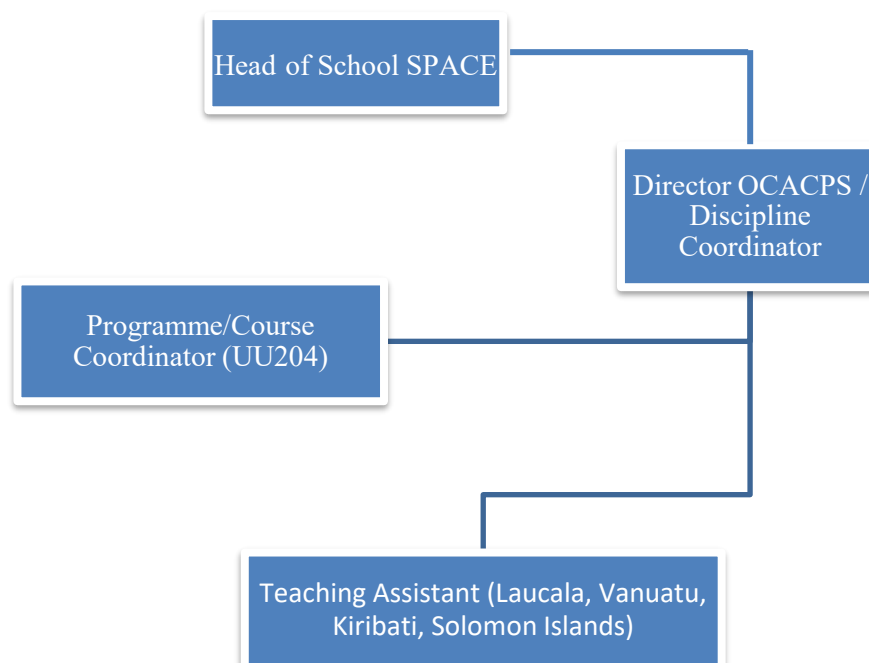 Head of School SPACE
Director OCACPS /
Discipline
Coordinator
Programme/Course
Coordinator (UU204)
Teaching Assistant (Laucala, Vanuatu,
Kiribati, Solomon Islands)